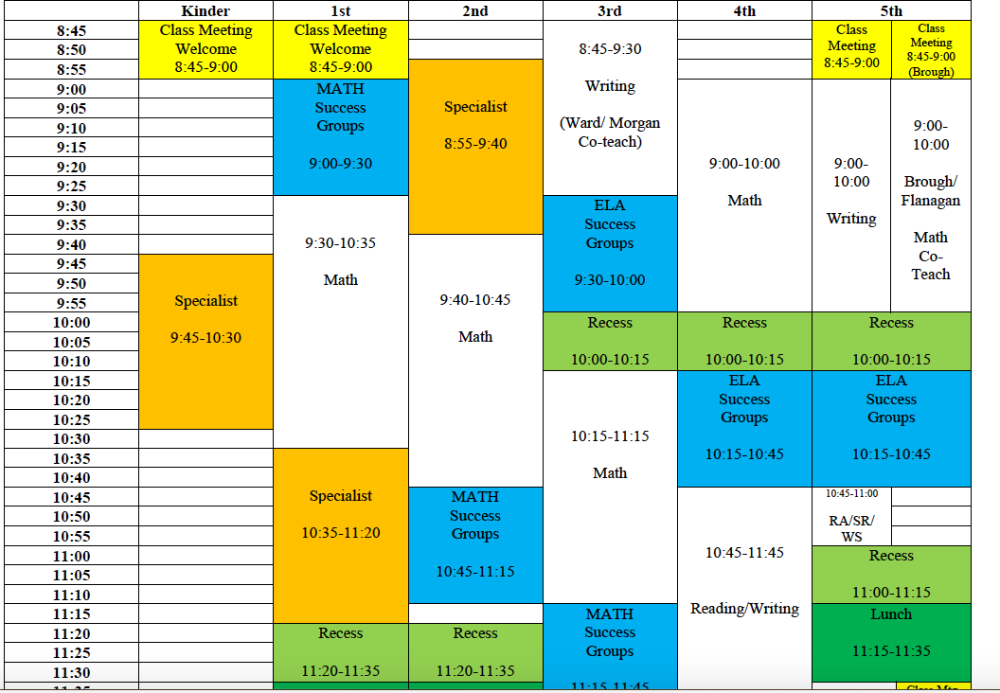 Kinder 1st 2nd 3rd 4th 5th
8:45
8:50
8:55
9:00
9:05
9:10
9:15
9:20
9:25
9:30
9:35
9:40
9:45
9:50
9:55
10:00
10:05
10:10
10:15
10:20
10:25
10:30
10:35
10:40
10:45
10:50
10:55
11:00
11:05
11:10
11:15
11:20
11:25
11:30
11:35
Class Meeting
Welcome
8:45-9:00
Specialist
9:45-10:30
Class Meeting
Welcome
8:45-9:00
MATH
Success
Groups
9:00-9:30
9:30-10:35
Math
Specialist
10:35-11:20
Recess
11:20-11:35
Specialist
8:55-9:40
9:40-10:45
Math
MATH
Success
Groups
10:45-11:15
Recess
11:20-11:35
8:45-9:30
Writing
(Ward/ Morgan
Co-teach)
ELA
Success
Groups
9:30-10:00
Recess
10:00-10:15
10:15-11:15
Math
MATH
Success
Groups
11:15-11:45
9:00-10:00
Math
Recess
10:00-10:15
ELA
Success
Groups
10:15-10:45
10:45-11:45
Reading/Writing
Class
Meeting
8:45-9:00
9:00-
10:00
Writing
Class
Meeting
8:45-9:00
(Brough)
9:00-
10:00
Brough/
Flanagan
Math
Co-
Teach
Recess
10:00-10:15
ELA
Success
Groups
10:15-10:45
10:45-11:00
RA/SR/
WS
Recess
11:00-11:15
Lunch
11:15-11:35
Class Mtg